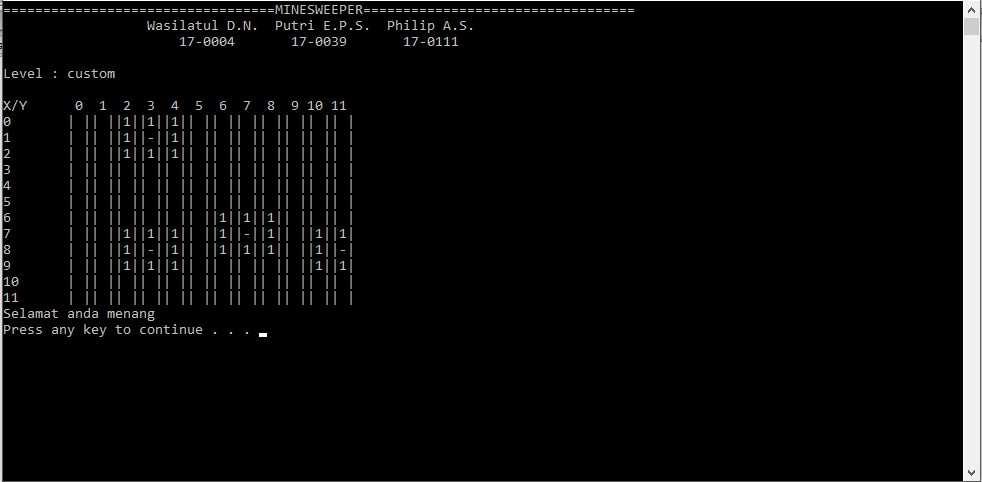 ==================================MINESWEEPER==================================
Wasilatul D.N.  Putri E.P.S.  Philip A.S.
17-0004       17-0039       17-0111
Level : custom
X/Y      0  1  2  3  4  5  6  7  8  9 10 11
0       | || ||1||1||1|| || || || || || || |
1       | || ||1||-||1|| || || || || || || |
2       | || ||1||1||1|| || || || || || || |
3       | || || || || || || || || || || || |
4       | || || || || || || || || || || || |
5       | || || || || || || || || || || || |
6       | || || || || || ||1||1||1|| || || |
7       | || ||1||1||1|| ||1||-||1|| ||1||1|
8       | || ||1||-||1|| ||1||1||1|| ||1||-|
9       | || ||1||1||1|| || || || || ||1||1|
10      | || || || || || || || || || || || |
11      | || || || || || || || || || || || |
Selamat anda menang
Press any key to continue . . .